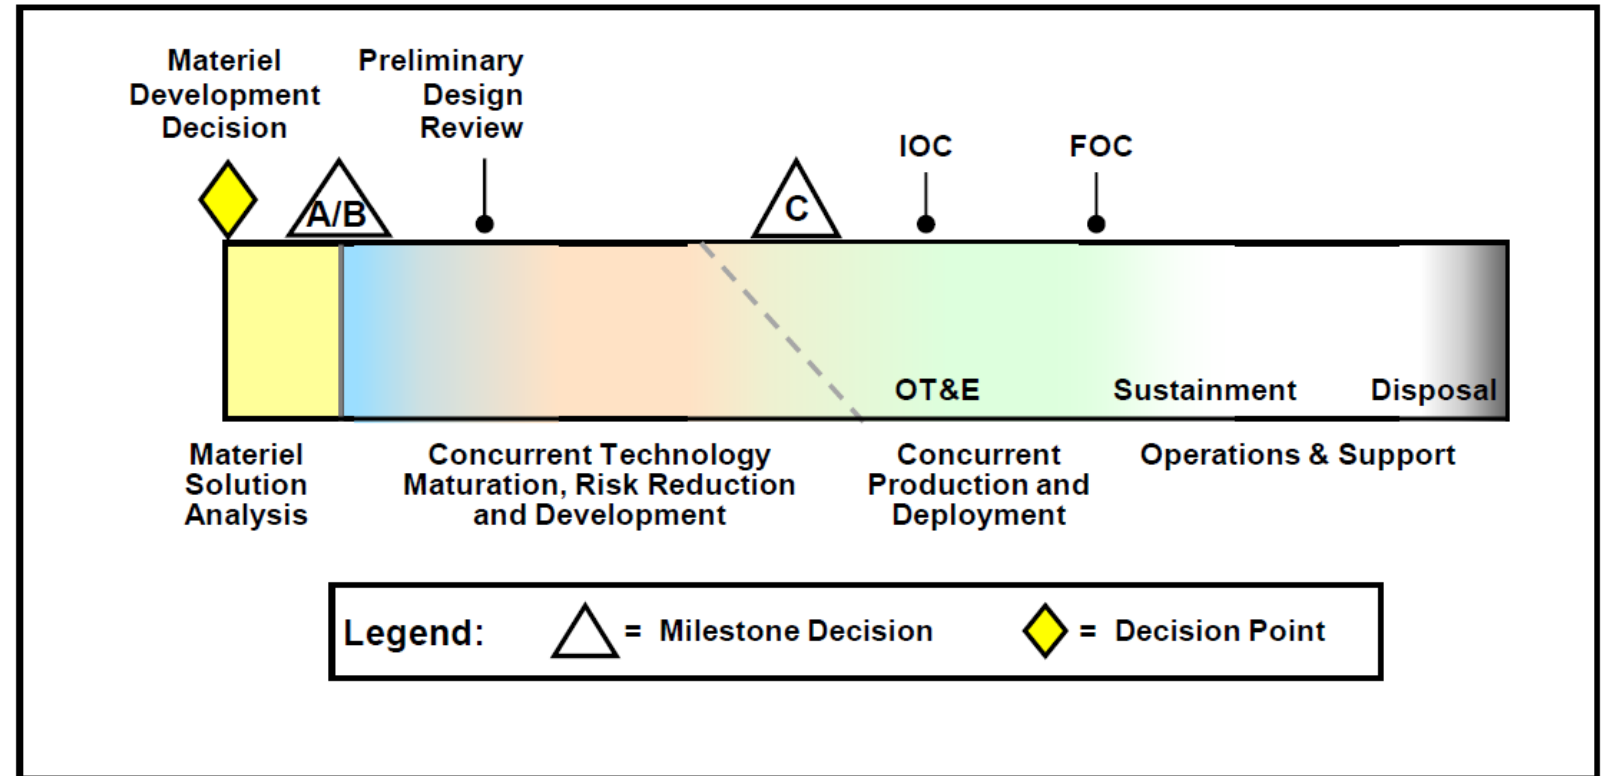 Materiel
Development
Decision
Preliminary
Design
Review
IOC
FOC
A/B
C
OT&E
Sustainment
Disposal
Materiel
Solution
Analysis
Concurrent Technology
Maturation, Risk Reduction
and Development
Concurrent
Production and
Deployment
Operations & Support
Legend:
= Milestone Decision
= Decision Point